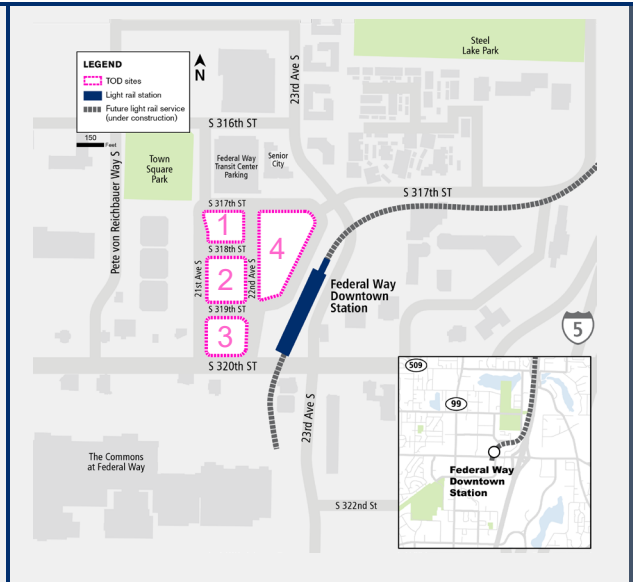 Steel
Lake Park
LEGEND
TOD sites
Light rail station
Future light rail service
(under construction)
N
150
Feet
23rd Ave S
S 316th ST
Town
Square
Park
Federal Way
Transit Center
Parking
Senior
City
Pete von Reichbauer Way S
S 317th ST
S 317th ST
1
4
S 318th ST
21st Ave S
2
22nd Ave S
Federal Way
Downtown
Station
S 319th ST
3
5
S 320th ST
509
99
23rd Ave S
The Commons
at Federal Way
Federal Way
Downtown
Station
S 322nd St